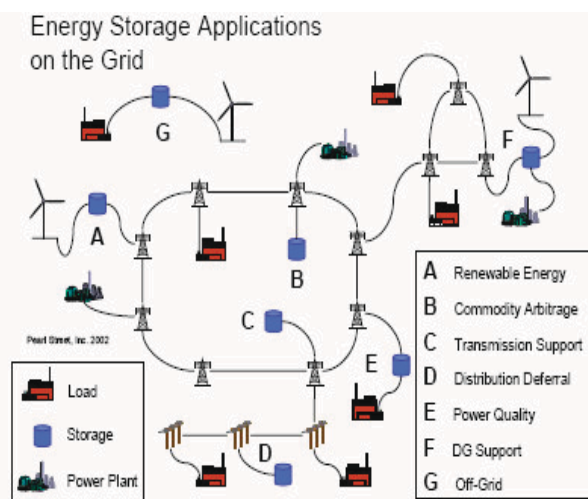 Energy Storage Applications
on the Grid
G
F
A
B
C
E
D
Pearl Street, Inc. 2002
Load
Storage
Power Plant
A Renewable Energy
B Commodity Arbitrage
C Transmission Support
D Distribution Deferral
E Power Quality
F DG Support
G Off-Grid